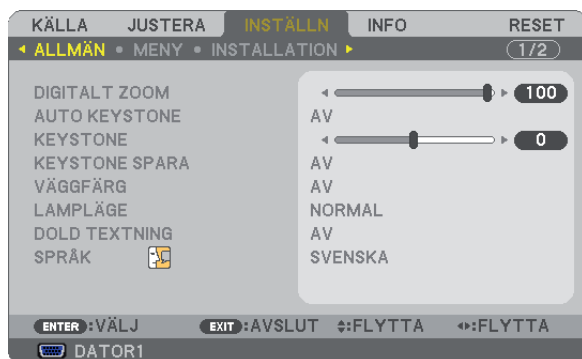 KÄLLA JUSTERA INSTÄLLN INFO RESET
ALLMÄN • MENY • INSTALLATION 1/2
DIGITALT ZOOM 100
AUTO KEYSTONE AV
KEYSTONE 0
KEYSTONE SPARA AV
VÄGGFÄRG AV
LAMPLÄGE NORMAL
DOLD TEXTNING AV
SPRÅK SVENSKA
ENTER:VÄLJ EXIT:AVSLUT :FLYTTA :FLYTTA
DATOR1